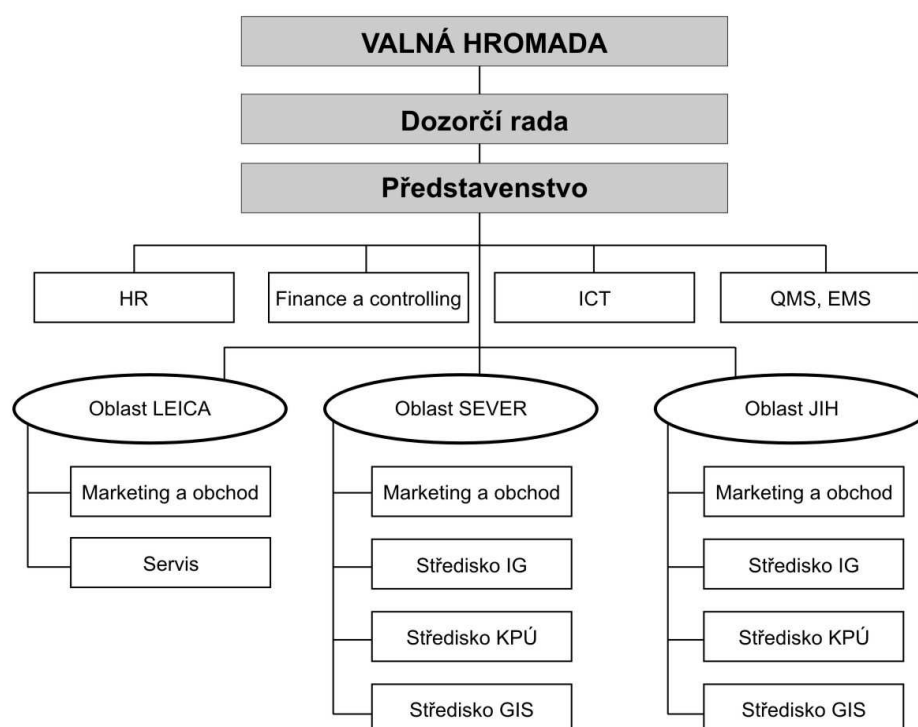 VALNÁ HROMADA
Dozorčí rada
Představenstvo
HR
Finance a controlling
ICT
QMS, EMS
Oblast LEICA
Oblast SEVER
Oblast JIH
Marketing a obchod
Marketing a obchod
Marketing a obchod
Servis
Středisko IG
Středisko IG
Středisko KPÚ
Středisko KPÚ
Středisko GIS
Středisko GIS